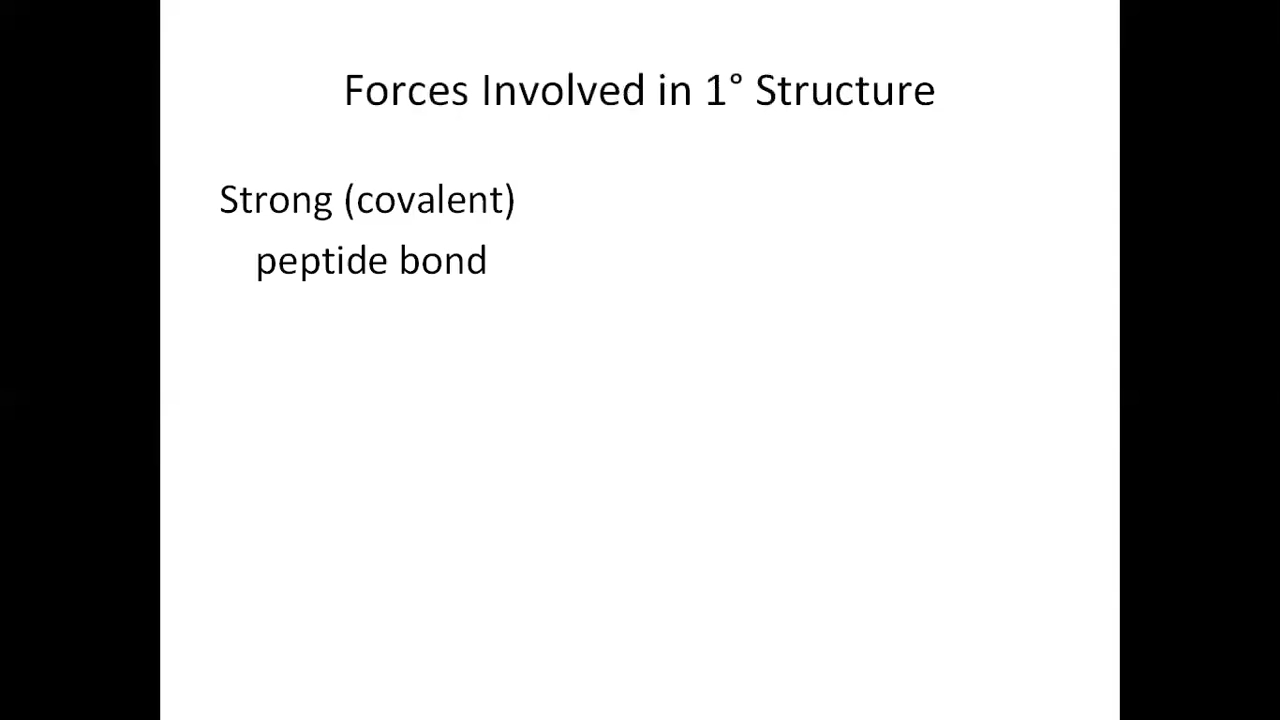 Forces Involved in 1° Structure
Strong (covalent)
peptide bond